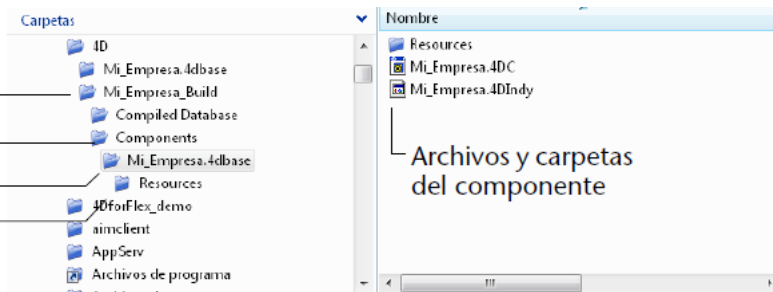 Carpetas
4D
Mi_Empresa.4dbase
Mi_Empresa_Build
Compiled Database
Components
Mi_Empresa.4dbase
Resources
4DforFlex_demo
aimclient
AppServ
Archivos de programa
Nombre
Resources
Mi_Empresa.4DC
Mi_Empresa.4DIndy
Archivos y carpetas
del componente